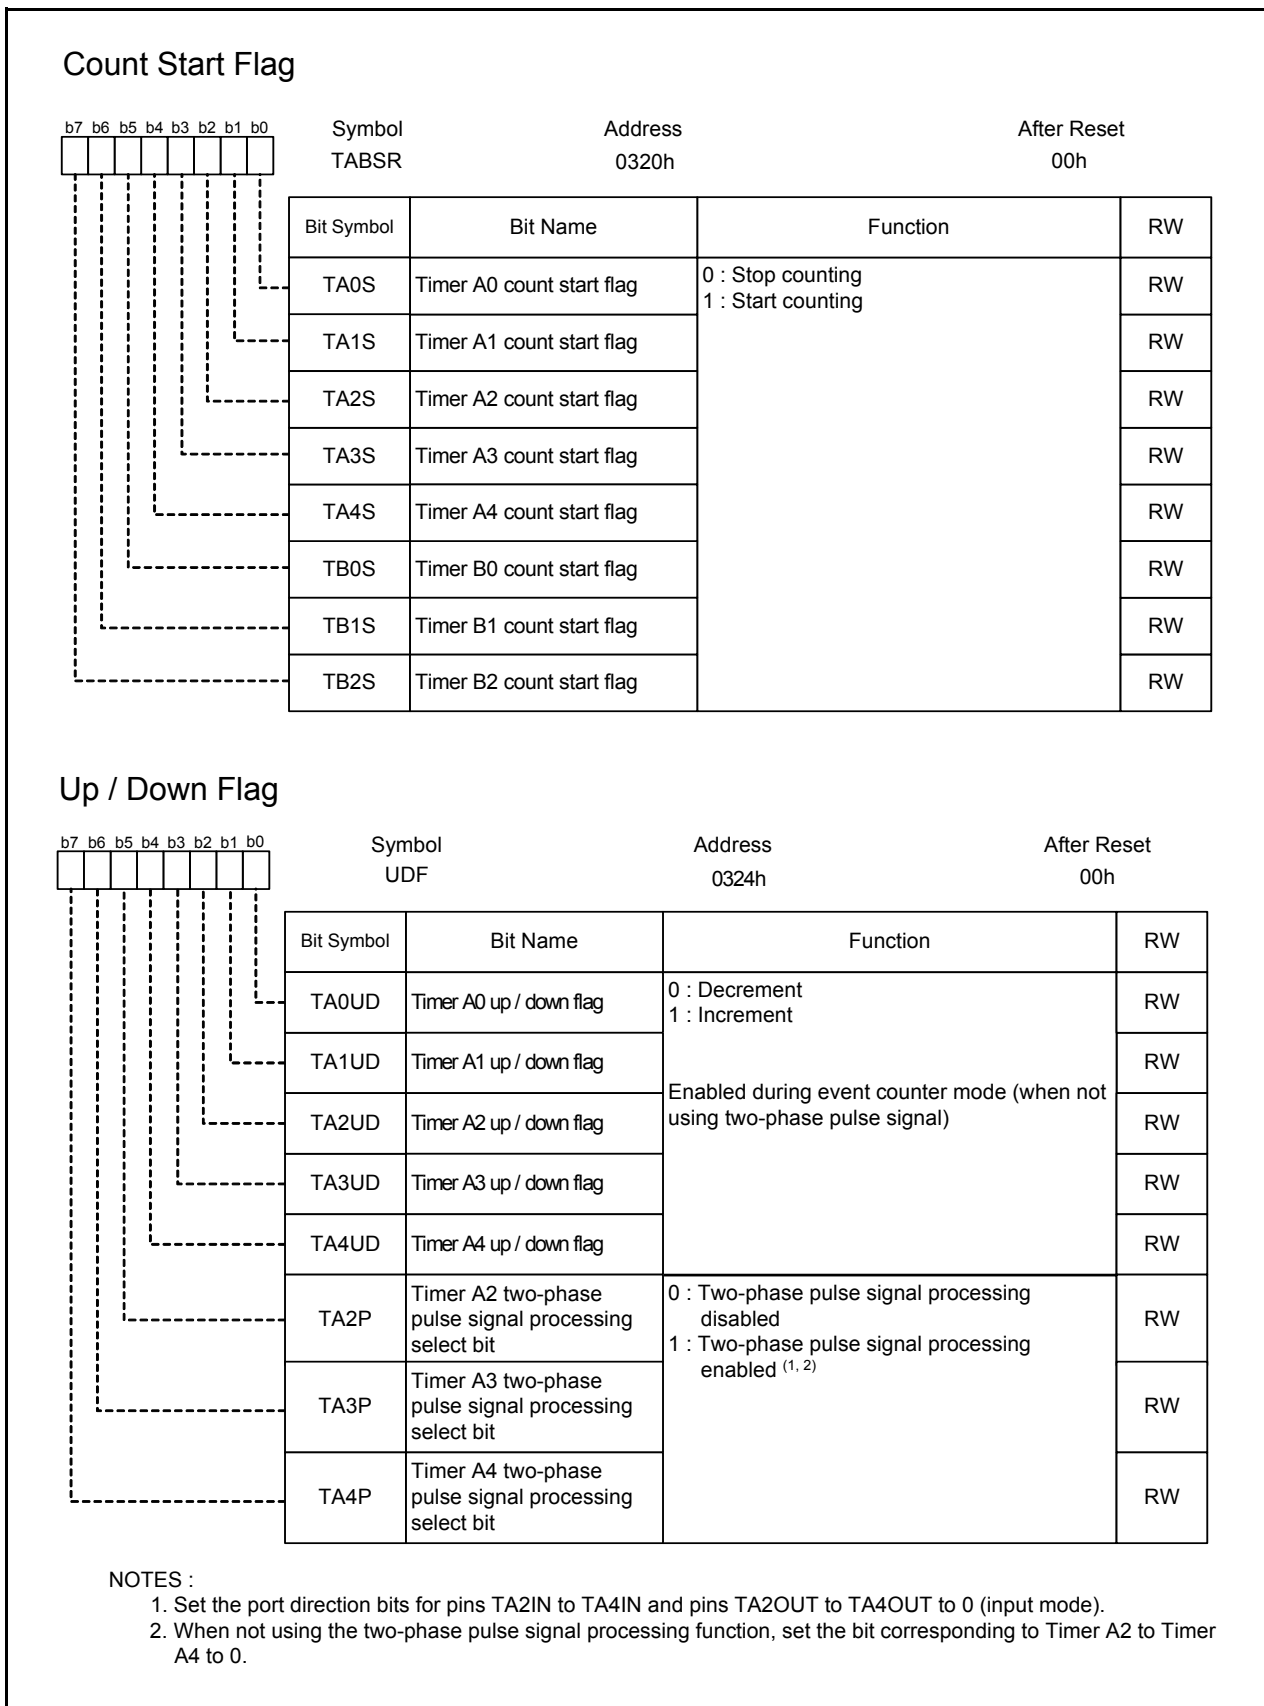 Count Start Flag
b7 b6 b5 b4 b3 b2 b1 b0
Symbol Address After Reset
TABSR 0320h 00h
Bit Symbol Bit Name Function RW
TA0S Timer A0 count start flag 0 : Stop counting RW
1 : Start counting
TA1S Timer A1 count start flag RW
TA2S Timer A2 count start flag RW
TA3S Timer A3 count start flag RW
TA4S Timer A4 count start flag RW
TB0S Timer B0 count start flag RW
TB1S Timer B1 count start flag RW
TB2S Timer B2 count start flag RW
Up / Down Flag
b7 b6 b5 b4 b3 b2 b1 b0
Symbol Address After Reset
UDF 0324h 00h
Bit Symbol Bit Name Function RW
TA0UD Timer A0 up / down flag 0 : Decrement RW
1 : Increment
TA1UD Timer A1 up / down flag RW
Enabled during event counter mode (when not
using two-phase pulse signal)
TA2UD Timer A2 up / down flag RW
TA3UD Timer A3 up / down flag RW
TA4UD Timer A4 up / down flag RW
TA2P Timer A2 two-phase
pulse signal processing
select bit
0 : Two-phase pulse signal processing
disabled
1 : Two-phase pulse signal processing
enabled (1, 2)
RW
TA3P Timer A3 two-phase
pulse signal processing
select bit
RW
TA4P Timer A4 two-phase
pulse signal processing
select bit
RW
NOTES :
1. Set the port direction bits for pins TA2IN to TA4IN and pins TA2OUT to TA4OUT to 0 (input mode).
2. When not using the two-phase pulse signal processing function, set the bit corresponding to Timer A2 to Timer
A4 to 0.